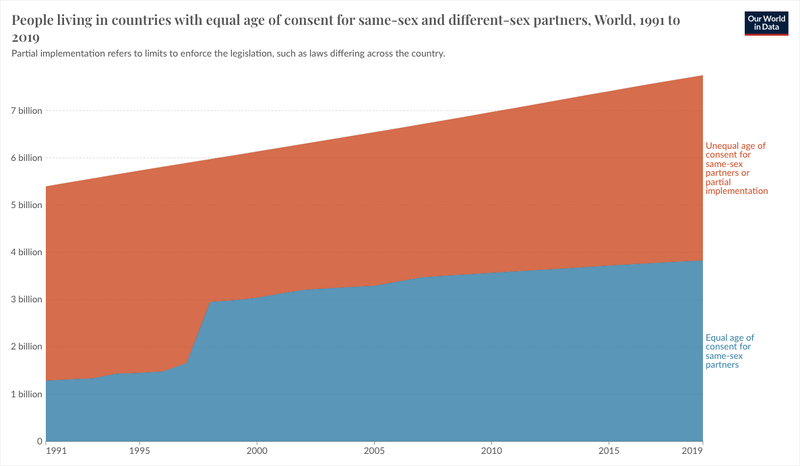 People living in countries with equal age of consent for same-sex and different-sex partners, World, 1991 to
2019
Our World
in Data
Partial implementation refers to limits to enforce the legislation, such as laws differing across the country.
7 billion
6 billion
5 billion
4 billion
3 billion
2 billion
1 billion
0
Unequal age of
consent for
same-sex
partners or
partial
implementation
Equal age of
consent for
same-sex
partners
1991
1995
2000
2005
2010
2015
2019